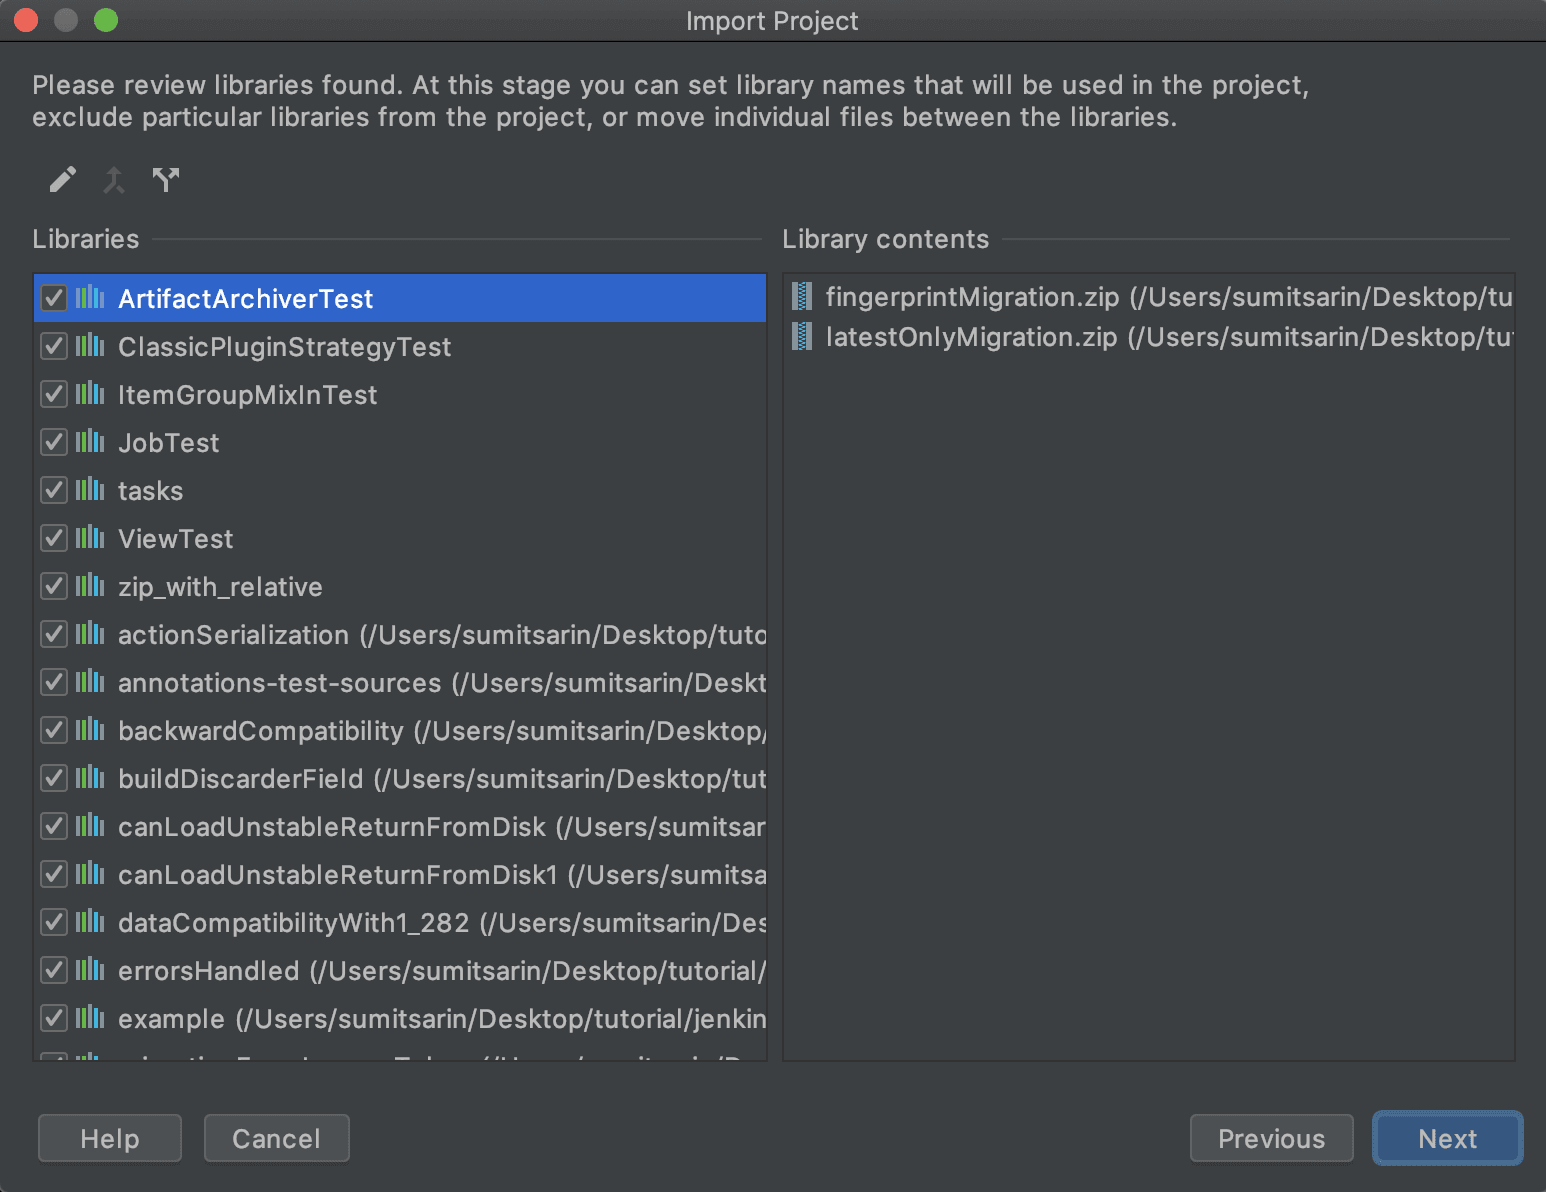 Import Project
Please review libraries found. At this stage you can set library names that will be used in the project,
exclude particular libraries from the project, or move individual files between the libraries.
Libraries
ArtifactArchiverTest
ClassicPluginStrategyTest
ItemGroupMixInTest
JobTest
tasks
ViewTest
zip_with_relative
actionSerialization (/Users/sumitsarin/Desktop/tuto
annotations-test-sources (/Users/sumitsarin/Deskt
backwardCompatibility (/Users/sumitsarin/Desktop/
buildDiscarderField (/Users/sumitsarin/Desktop/tut
canLoadUnstableReturnFromDisk (/Users/sumitsar
canLoadUnstableReturnFromDisk1 (/Users/sumitsa
dataCompatibilityWith1_282 (/Users/sumitsarin/Des
errorsHandled (/Users/sumitsarin/Desktop/tutorial/
example (/Users/sumitsarin/Desktop/tutorial/jenkin
Library contents
fingerprintMigration.zip (/Users/sumitsarin/Desktop/tu
latestOnlyMigration.zip (/Users/sumitsarin/Desktop/tu
Help
Cancel
Previous
Next